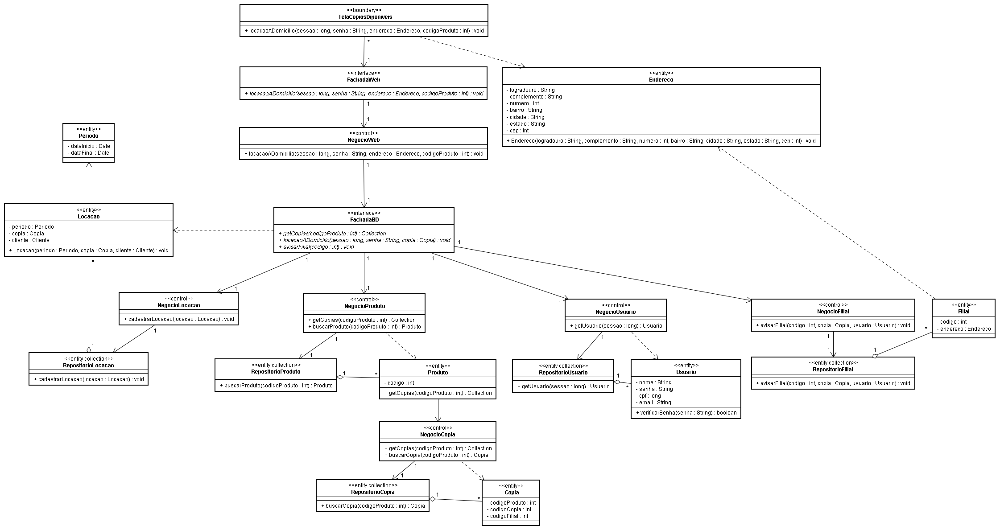 <<boundary>>
TelaCopiasDiponiveis
+ locacaoADomicilio(sessao : long, senha : String, endereco : Endereco, codigoProduto : int) : void
*
1
<<interface>>
FachadaWeb
+ locacaoADomicilio(sessao : long, senha : String, endereco : Endereco, codigoProduto : int) : void
1
1
<<entity>>
Endereco
- logradouro : String
- complemento : String
- numero : int
- bairro : String
- cidade : String
- estado : String
- cep : int
+ Endereco(logradouro : String, complemento : String, numero : int, bairro : String, cidade : String, estado : String, cep : int) : void
<<entity>>
Periodo
- dataInicio : Date
- dataFinal : Date
<<control>>
NegocioWeb
+ locacaoADomicilio(sessao : long, senha : String, endereco : Endereco, codigoProduto : int) : void
1
1
<<entity>>
Locacao
- periodo : Periodo
- copia : Copia
- cliente : Cliente
+ Locacao(periodo : Periodo, copia : Copia, cliente : Cliente) : void
*
1
<<interface>>
FachadaBD
+ getCopias(codigoProduto : int) : Collection
+ locacaoADomicilio(sessao : long, senha : String, copia : Copia) : void
+ avisarFilial(codigo : int) : void
1
1
1
1
1
1
1
<<control>>
NegocioLocacao
+ cadastrarLocacao(locacao : Locacao) : void
1
1
<<control>>
NegocioProduto
+ getCopias(codigoProduto : int) : Collection
+ buscarProduto(codigoProduto : int) : Produto
1
1
<<control>>
NegocioUsuario
+ getUsuario(sessao : long) : Usuario
1
1
<<control>>
NegocioFilial
+ avisarFilial(codigo : int, copia : Copia, usuario : Usuario) : void
1
1
<<entity>>
Filial
- codigo : int
- endereco : Endereco
*
1
<<entity collection>>
RepositorioLocacao
+ cadastrarLocacao(locacao : Locacao) : void
<<entity collection>>
RepositorioProduto
+ buscarProduto(codigoProduto : int) : Produto
1
*
<<entity>>
Produto
- codigo : int
+ getCopias(codigoProduto : int) : Collection
<<entity collection>>
RepositorioUsuario
+ getUsuario(sessao : long) : Usuario
1
*
<<entity>>
Usuario
- nome : String
- senha : String
- cpf : long
- email : String
+ verificarSenha(senha : String) : boolean
<<entity collection>>
RepositorioFilial
+ avisarFilial(codigo : int, copia : Copia, usuario : Usuario) : void
<<control>>
NegocioCopia
+ getCopias(codigoProduto : int) : Collection
+ buscarCopia(codigoProduto : int) : Copia
1
1
<<entity collection>>
RepositorioCopia
+ buscarCopia(codigoProduto : int) : Copia
1
*
<<entity>>
Copia
- codigoProduto : int
- codigoCopia : int
- codigoFilial : int